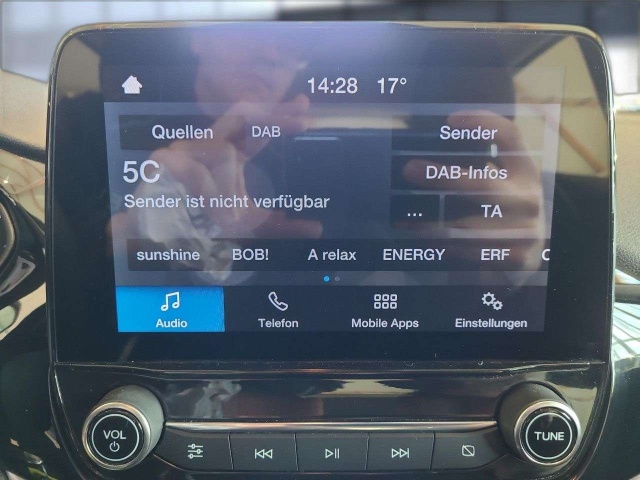 14:28 17°
Quellen DAB Sender
5C DAB-Infos
Sender ist nicht verfügbar
... TA
sunshine BOB! A relax ENERGY ERF
Audio Telefon Mobile Apps Einstellungen
VOL TUNE